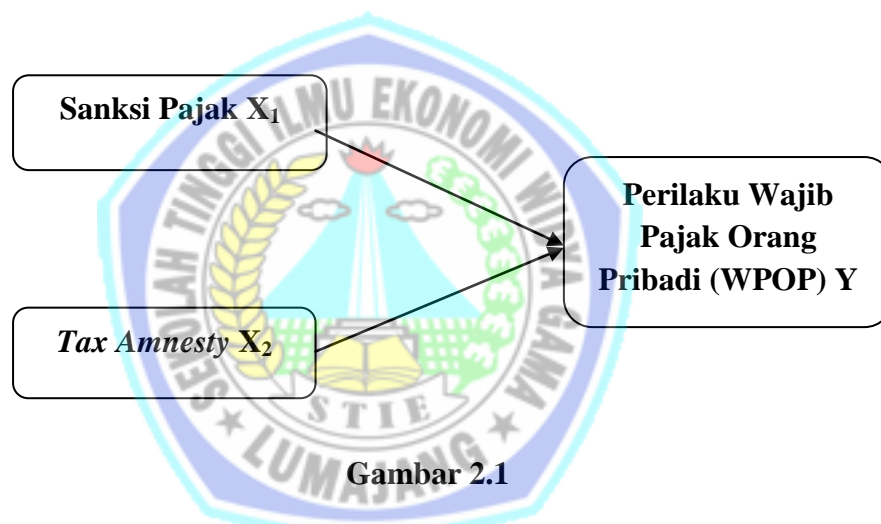 Sanksi Pajak X₁
Tax Amnesty X₂
Perilaku Wajib
Pajak Orang
Pribadi (WPOP) Y
SEKOLAH TINGGI ILMU EKONOMI WIDYA GAMA
STIE
LUMAJANG
Gambar 2.1